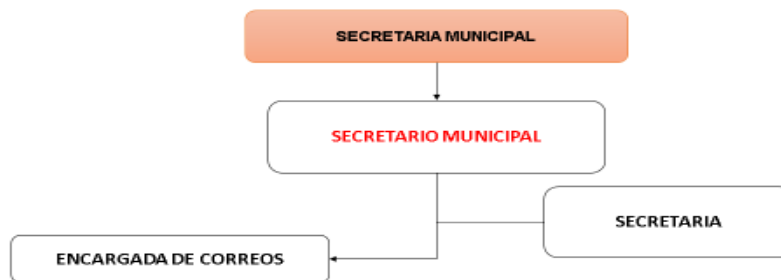 SECRETARIA MUNICIPAL
SECRETARIO MUNICIPAL
SECRETARIA
ENCARGADA DE CORREOS